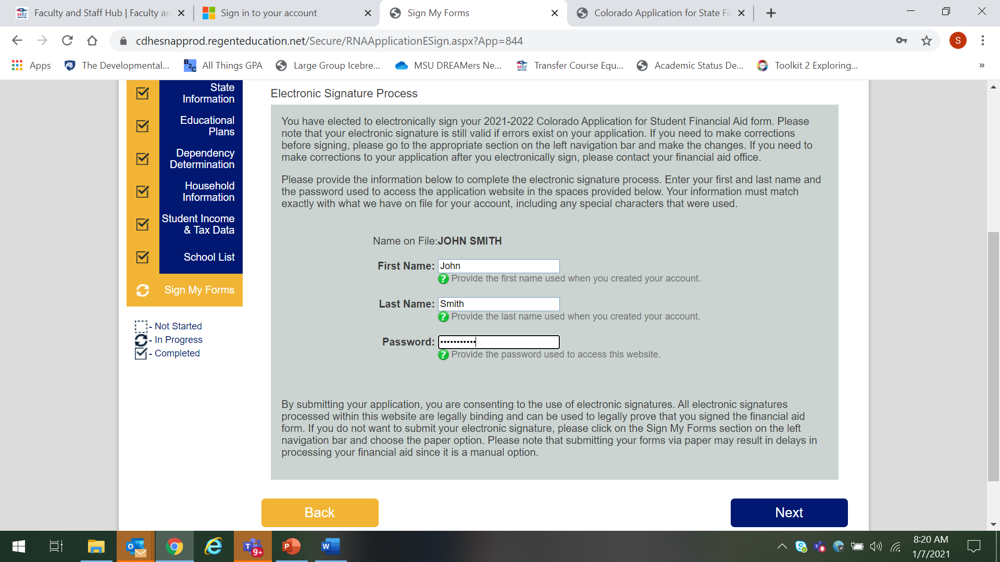 Faculty and Staff Hub | Faculty an
Sign in to your account
Sign My Forms
Colorado Application for State Fi
cdhesnapprod.regenteducation.net/Secure/RNAApplicationESign.aspx?App=844
S
Apps
The Developmental...
All Things GPA
Large Group Icebre...
MSU DREAMers Ne...
Transfer Course Equ...
Academic Status De...
Toolkit 2 Exploring...
»
State
Information
Educational
Plans
Dependency
Determination
Household
Information
Student Income
& Tax Data
School List
Sign My Forms
- Not Started
- In Progress
- Completed
Electronic Signature Process
You have elected to electronically sign your 2021-2022 Colorado Application for Student Financial Aid form. Please
note that your electronic signature is still valid if errors exist on your application. If you need to make corrections
before signing, please go to the appropriate section on the left navigation bar and make the changes. If you need to
make corrections to your application after you electronically sign, please contact your financial aid office.
Please provide the information below to complete the electronic signature process. Enter your first and last name and
the password used to access the application website in the spaces provided below. Your information must match
exactly with what we have on file for your account, including any special characters that were used.
Name on File:JOHN SMITH
First Name: John
? Provide the first name used when you created your account.
Last Name: Smith
? Provide the last name used when you created your account.
Password: •••••••••••
? Provide the password used to access this website.
By submitting your application, you are consenting to the use of electronic signatures. All electronic signatures
processed within this website are legally binding and can be used to legally prove that you signed the financial aid
form. If you do not want to submit your electronic signature, please click on the Sign My Forms section on the left
navigation bar and choose the paper option. Please note that submitting your forms via paper may result in delays in
processing your financial aid since it is a manual option.
Back
Next
9+
8:20 AM
1/7/2021